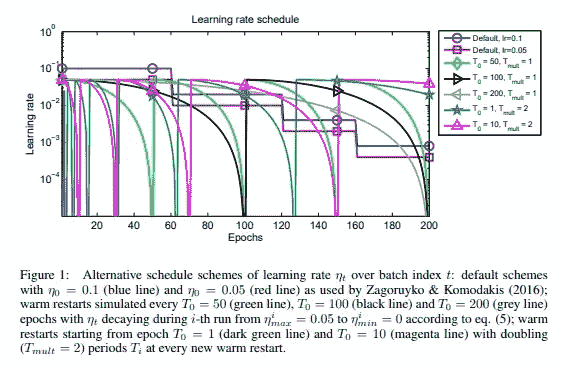 Learning rate schedule
10^0
10^-1
10^-2
10^-4
Learning rate
20 40 60 80 100 120 140 160 180 200
Epochs
Default, lr=0.1
Default, lr=0.05
T_0 = 50, T_mult = 1
T_0 = 100, T_mult = 1
T_0 = 200, T_mult = 1
T_0 = 1, T_mult = 2
T_0 = 10, T_mult = 2
Figure 1: Alternative schedule schemes of learning rate η_t over batch index t: default schemes
with η_0 = 0.1 (blue line) and η_0 = 0.05 (red line) as used by Zagoruyko & Komodakis (2016);
warm restarts simulated every T_0 = 50 (green line), T_0 = 100 (black line) and T_0 = 200 (grey line)
epochs with η_t decaying during i-th run from η^i_max = 0.05 to η^i_min = 0 according to eq. (5); warm
restarts starting from epoch T_0 = 1 (dark green line) and T_0 = 10 (magenta line) with doubling
(T_mult = 2) periods T_i at every new warm restart.